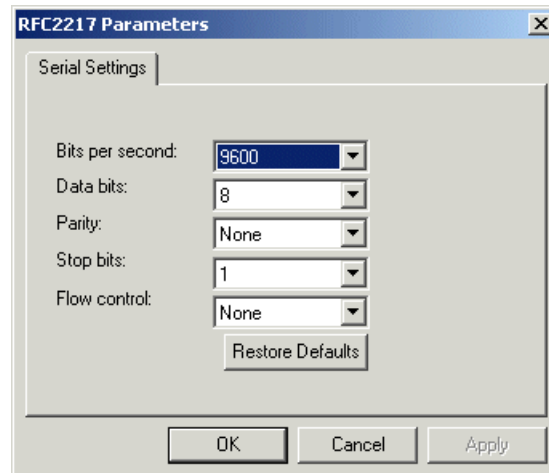 RFC2217 Parameters
Serial Settings
Bits per second: 9600
Data bits: 8
Parity: None
Stop bits: 1
Flow control: None
Restore Defaults
OK Cancel Apply